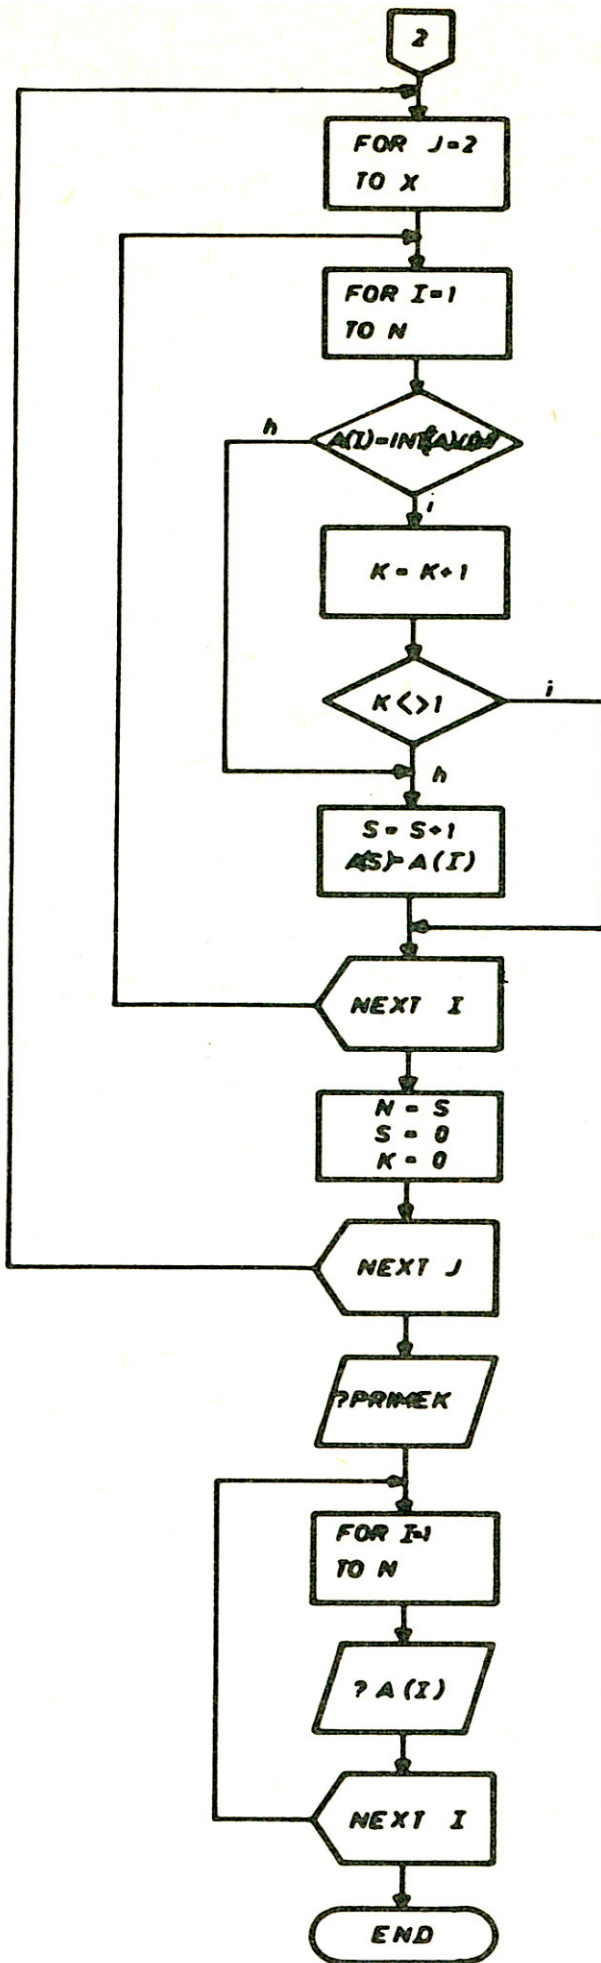 2
FOR J=2
TO X
FOR I=1
TO N
h
i
K = K+1
K<>1
i
h
S = S+1
A(S)=A(I)
NEXT I
N = S
S = 0
K = 0
NEXT J
?PRIMEK
FOR I=1
TO N
? A(I)
NEXT I
END